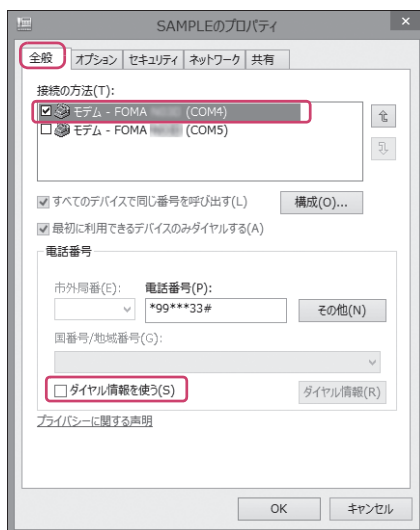 SAMPLEのプロパティ
全般 オプション セキュリティ ネットワーク 共有
接続の方法(T):
モデム - FOMA (COM4)
モデム - FOMA (COM5)
すべてのデバイスで同じ番号を呼び出す(L) 構成(O)...
最初に利用できるデバイスのみダイヤルする(A)
電話番号
市外局番(E): 電話番号(P):
*99***33# その他(N)
国番号/地域番号(G):
ダイヤル情報を使う(S) ダイヤル情報(R)
プライバシーに関する声明
OK キャンセル